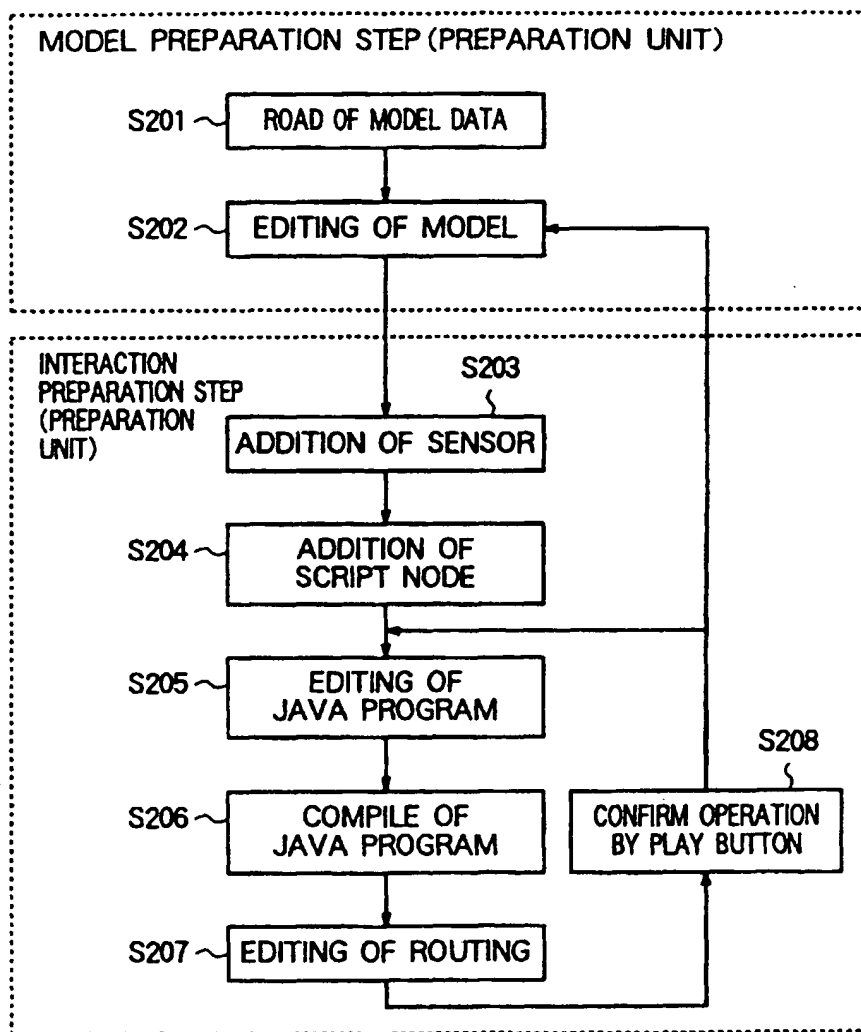 MODEL PREPARATION STEP (PREPARATION UNIT)
S201
ROAD OF MODEL DATA
S202
EDITING OF MODEL
INTERACTION
PREPARATION STEP
(PREPARATION
UNIT)
S203
ADDITION OF SENSOR
S204
ADDITION OF
SCRIPT NODE
S205
EDITING OF
JAVA PROGRAM
S206
COMPILE OF
JAVA PROGRAM
S208
CONFIRM OPERATION
BY PLAY BUTTON
S207
EDITING OF ROUTING